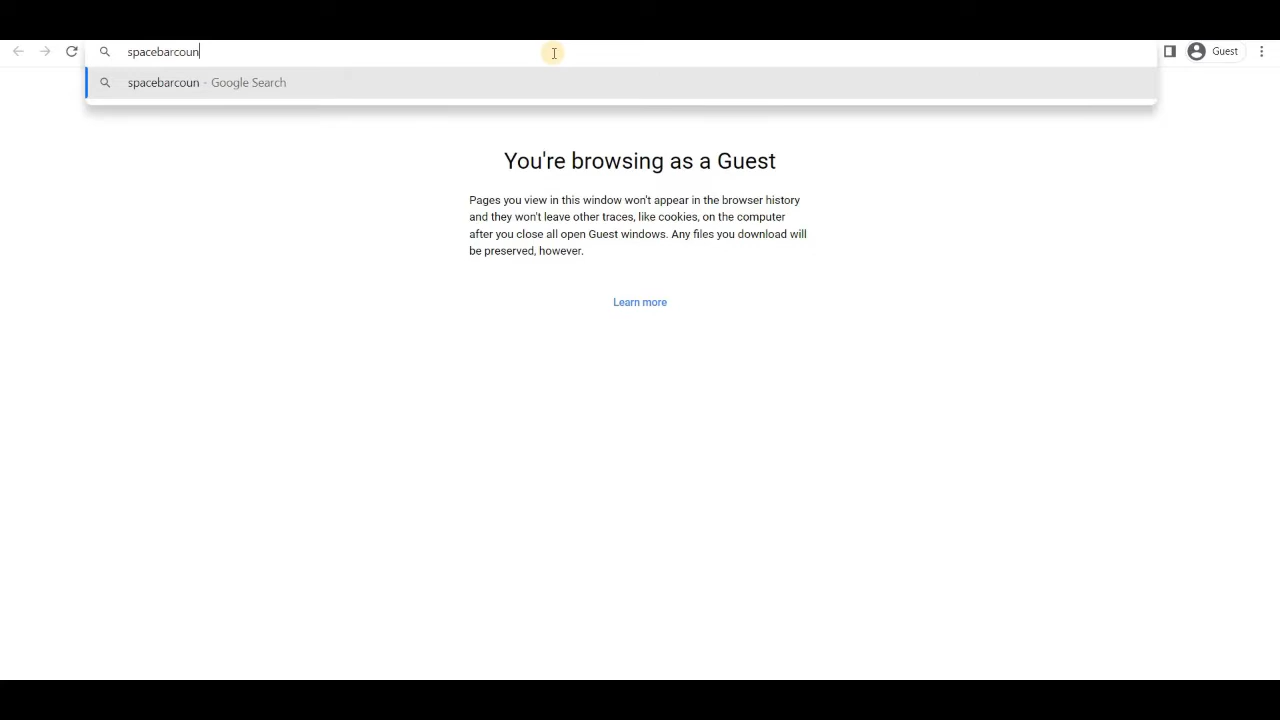 spacebarcoun
Guest
spacebarcoun - Google Search
You're browsing as a Guest
Pages you view in this window won't appear in the browser history
and they won't leave other traces, like cookies, on the computer
after you close all open Guest windows. Any files you download will
be preserved, however.
Learn more